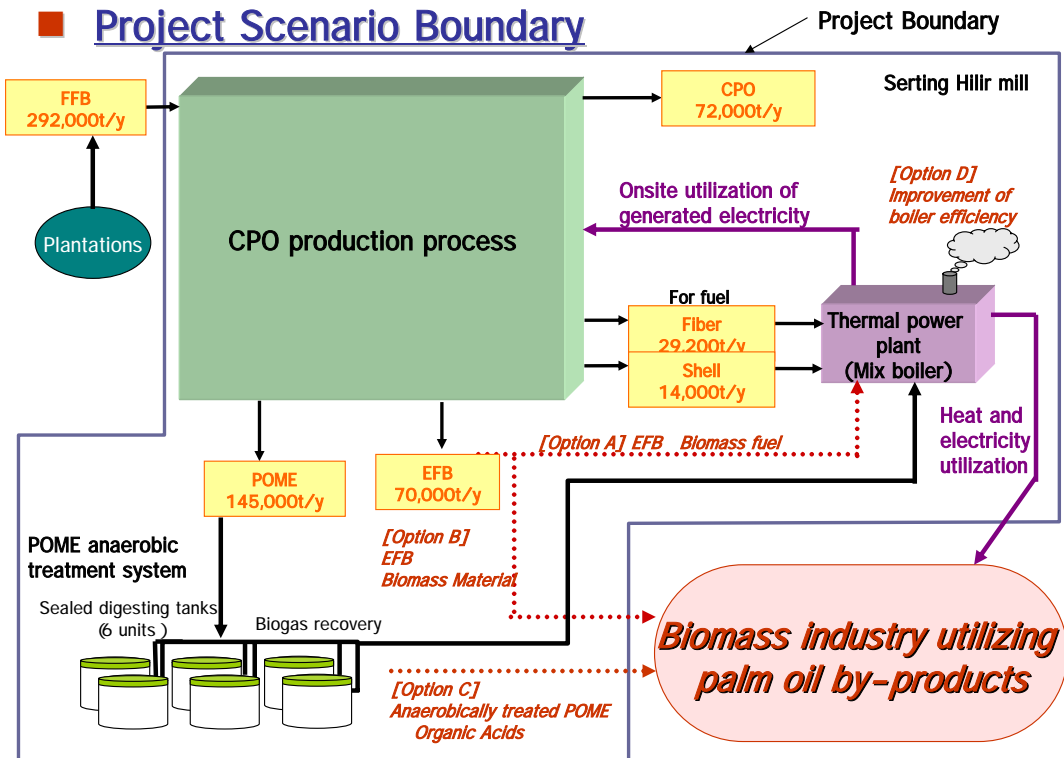 Project Scenario Boundary
Project Boundary
FFB
292,000t/y
CPO
72,000t/y
Serting Hilir mill
Plantations
CPO production process
Onsite utilization of
generated electricity
[Option D]
Improvement of
boiler efficiency
For fuel
Fiber
29,200t/y
Shell
14,000t/y
Thermal power
plant
(Mix boiler)
Heat and
electricity
utilization
[Option A] EFB Biomass fuel
POME
145,000t/y
EFB
70,000t/y
[Option B]
EFB
Biomass Material
POME anaerobic
treatment system
Sealed digesting tanks
(6 units )
Biogas recovery
Biomass industry utilizing
palm oil by-products
[Option C]
Anaerobically treated POME
Organic Acids